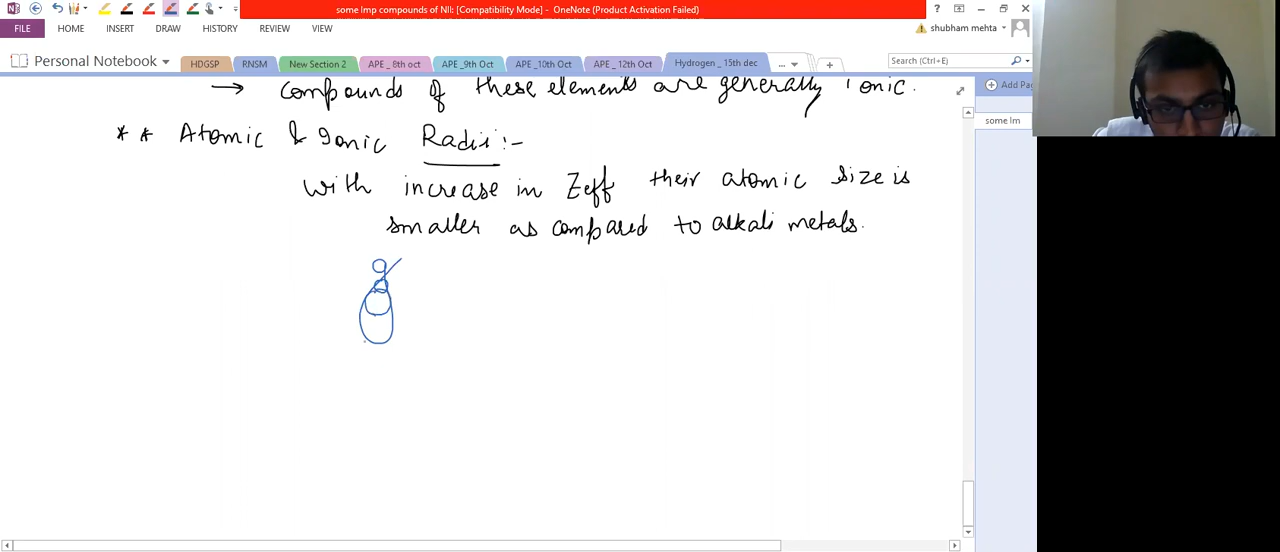 some Imp compounds of NII: [Compatibility Mode] - OneNote (Product Activation Failed)
FILE HOME INSERT DRAW HISTORY REVIEW VIEW
shubham mehta
Personal Notebook HDGSP RNSM New Section 2 APE _ 8th oct APE _9th Oct APE _10th Oct APE _ 12th Oct Hydrogen _ 15th dec ... Search (Ctrl+E)
Add Pag
some Im
→ compounds of these elements are generally ionic.
** Atomic & Ionic Radii :-
With increase in Zeff their atomic size is
smaller as compared to alkali metals.